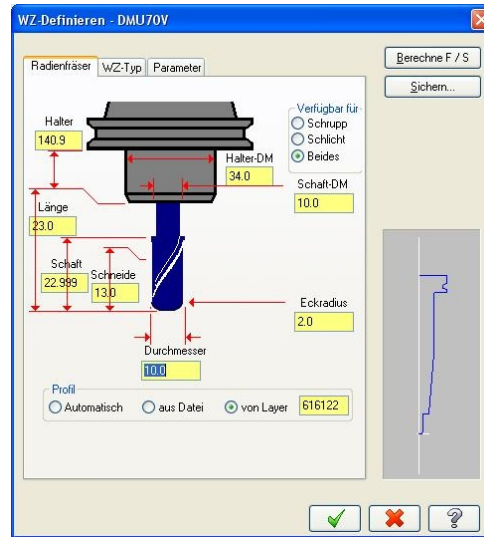 WZ-Definieren - DMU70V
Radienfräser WZ-Typ Parameter
Berechne F / S
Sichern...
Halter
140.9
Verfügbar für
Schrupp
Schlicht
Beides
Halter-DM
34.0
Schaft-DM
10.0
Länge
23.0
Schaft
22.999
Schneide
13.0
Eckradius
2.0
Durchmesser
10.0
Profil
Automatisch aus Datei von Layer 616122